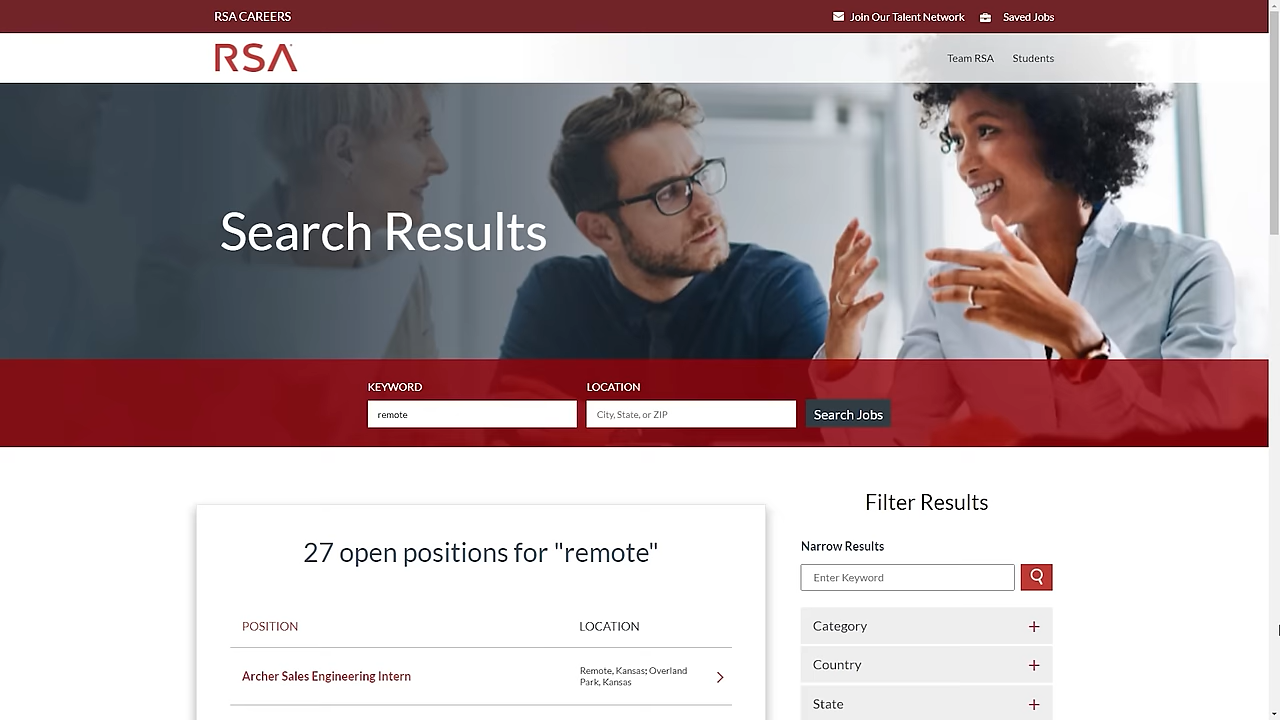 RSA CAREERS
Join Our Talent Network
Saved Jobs
RSA
Team RSA
Students
Search Results
KEYWORD
LOCATION
remote
City, State, or ZIP
Search Jobs
Filter Results
27 open positions for "remote"
Narrow Results
Enter Keyword
POSITION
LOCATION
Category
Archer Sales Engineering Intern
Remote, Kansas; Overland
Park, Kansas
Country
State